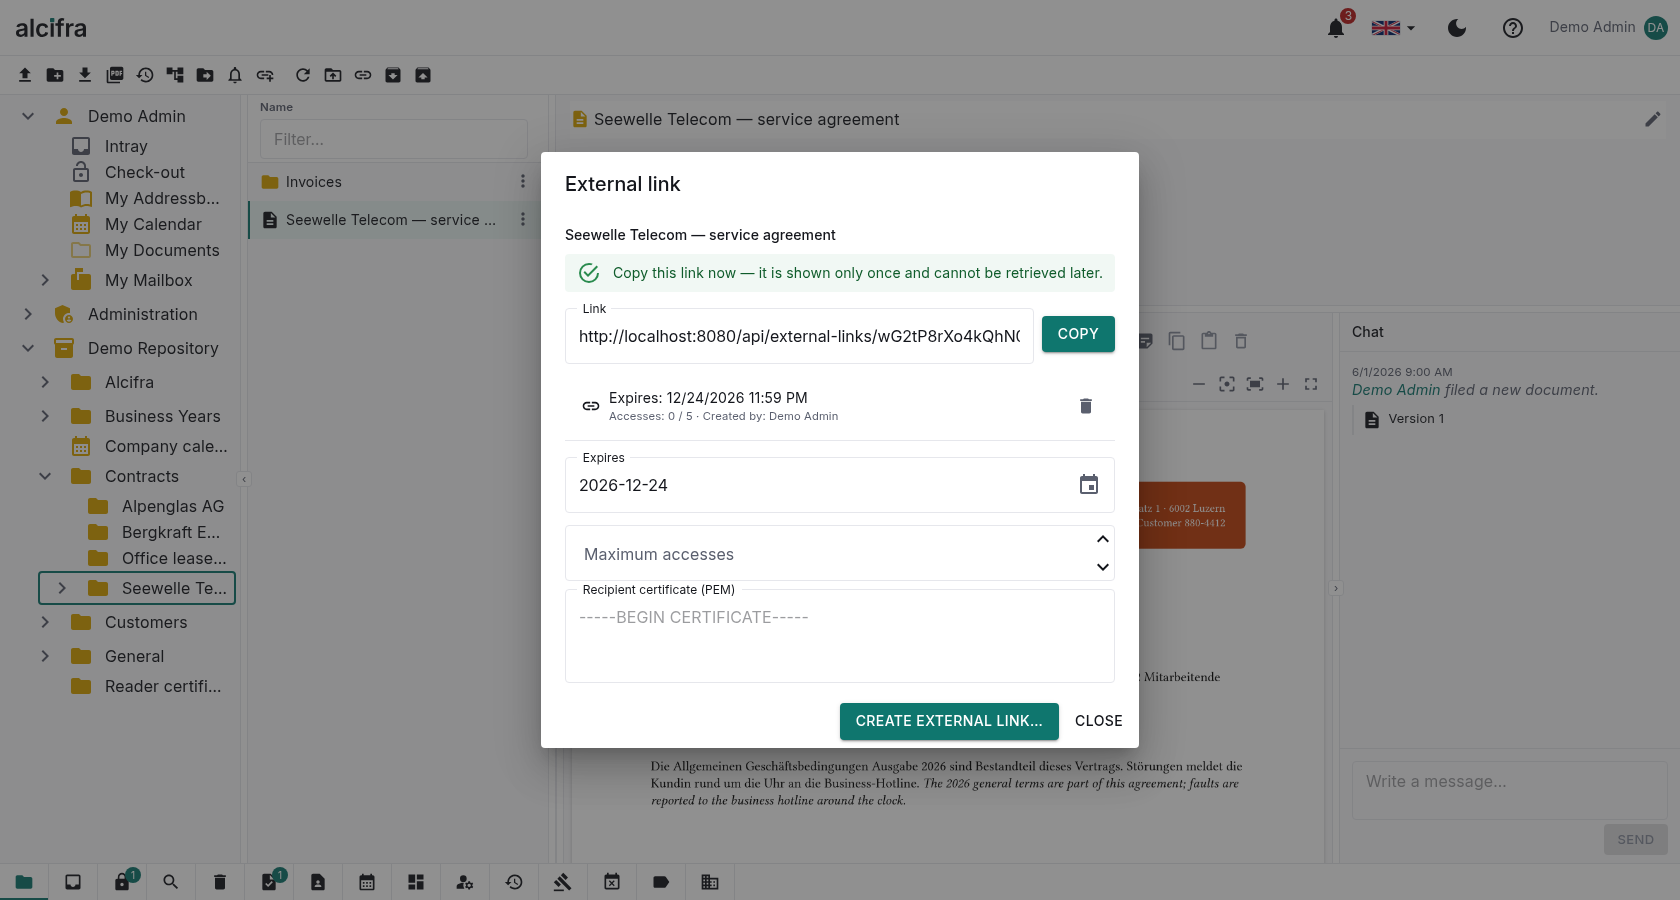 alcifra
3
Demo Admin
DA
Demo Admin
Intray
Check-out
My Addressb...
My Calendar
My Documents
My Mailbox
Administration
Demo Repository
Alcifra
Business Years
Company cale...
Contracts
Alpenglas AG
Bergkraft E...
Office lease...
Seewelle Te...
Customers
General
Reader certifi...
Name
Filter...
Invoices
Seewelle Telecom — service ...
Seewelle Telecom — service agreement
External link
Seewelle Telecom — service agreement
Copy this link now — it is shown only once and cannot be retrieved later.
Link
http://localhost:8080/api/external-links/wG2tP8rXo4kQhN
COPY
Expires: 12/24/2026 11:59 PM
Accesses: 0 / 5 · Created by: Demo Admin
Expires
2026-12-24
Maximum accesses
Recipient certificate (PEM)
-----BEGIN CERTIFICATE-----
CREATE EXTERNAL LINK...
CLOSE
atz 1 · 6002 Luzern
Customer 880-4412
Mitarbeitende
Die Allgemeinen Geschäftsbedingungen Ausgabe 2026 sind Bestandteil dieses Vertrags. Störungen meldet die
Kundin rund um die Uhr an die Business-Hotline. The 2026 general terms are part of this agreement; faults are
reported to the business hotline around the clock.
Chat
6/1/2026 9:00 AM
Demo Admin filed a new document.
Version 1
Write a message...
SEND
1
1